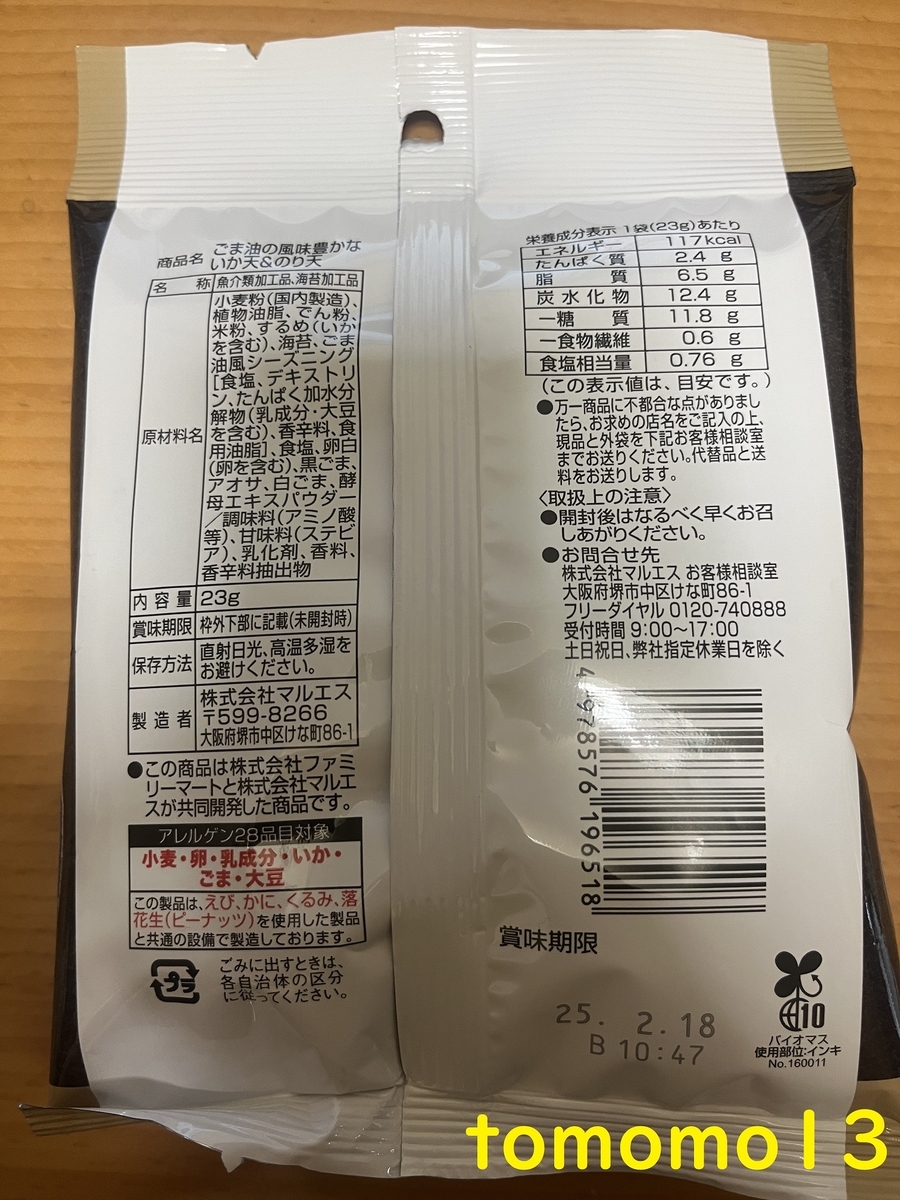 商品名 ごま油の風味豊かな
いか天&のり天
名称 魚介類加工品、海苔加工品
原材料名
小麦粉(国内製造)、
植物油脂、でん粉、
米粉、するめ(いか
を含む)、海苔、ごま
油風シーズニング
[食塩、デキストリ
ン、たんぱく加水分
解物(乳成分・大豆
を含む)、香辛料、食
用油脂]、食塩、卵白
(卵を含む)、黒ごま、
アオサ、白ごま、酵
母エキスパウダー
/調味料(アミノ酸
等)、甘味料(ステビ
ア)、乳化剤、香料、
香辛料抽出物
内容量 23g
賞味期限 枠外下部に記載(未開封時)
保存方法 直射日光、高温多湿を
お避けください。
製造者 株式会社マルエス
〒599-8266
大阪府堺市中区けな町86-1
●この商品は株式会社ファミ
リーマートと株式会社マルエ
スが共同開発した商品です。
アレルゲン28品目対象
小麦・卵・乳成分・いか・
ごま・大豆
この製品は、えび、かに、くるみ、落
花生(ピーナッツ)を使用した製品
と共通の設備で製造しております。
プラ
ごみに出すときは、
各自治体の区分
に従ってください。
栄養成分表示 1袋(23g)あたり
エネルギー 117kcal
たんぱく質 2.4 g
脂質 6.5 g
炭水化物 12.4 g
ー糖質 11.8 g
ー食物繊維 0.6 g
食塩相当量 0.76 g
(この表示値は、目安です。)
●万一商品に不都合な点がありまし
たら、お求めの店名をご記入の上、
現品と外袋を下記お客様相談室
までお送りください。代替品と送
料をお送りします。
〈取扱上の注意〉
●開封後はなるべく早くお召
しあがりください。
●お問合せ先
株式会社マルエス お客様相談室
大阪府堺市中区けな町86-1
フリーダイヤル 0120-740888
受付時間 9:00~17:00
土日祝日、弊社指定休業日を除く
4 978576 196518
賞味期限
25. 2.18
B 10:47
10
バイオマス
使用部位:インキ
No.160011
tomomo13